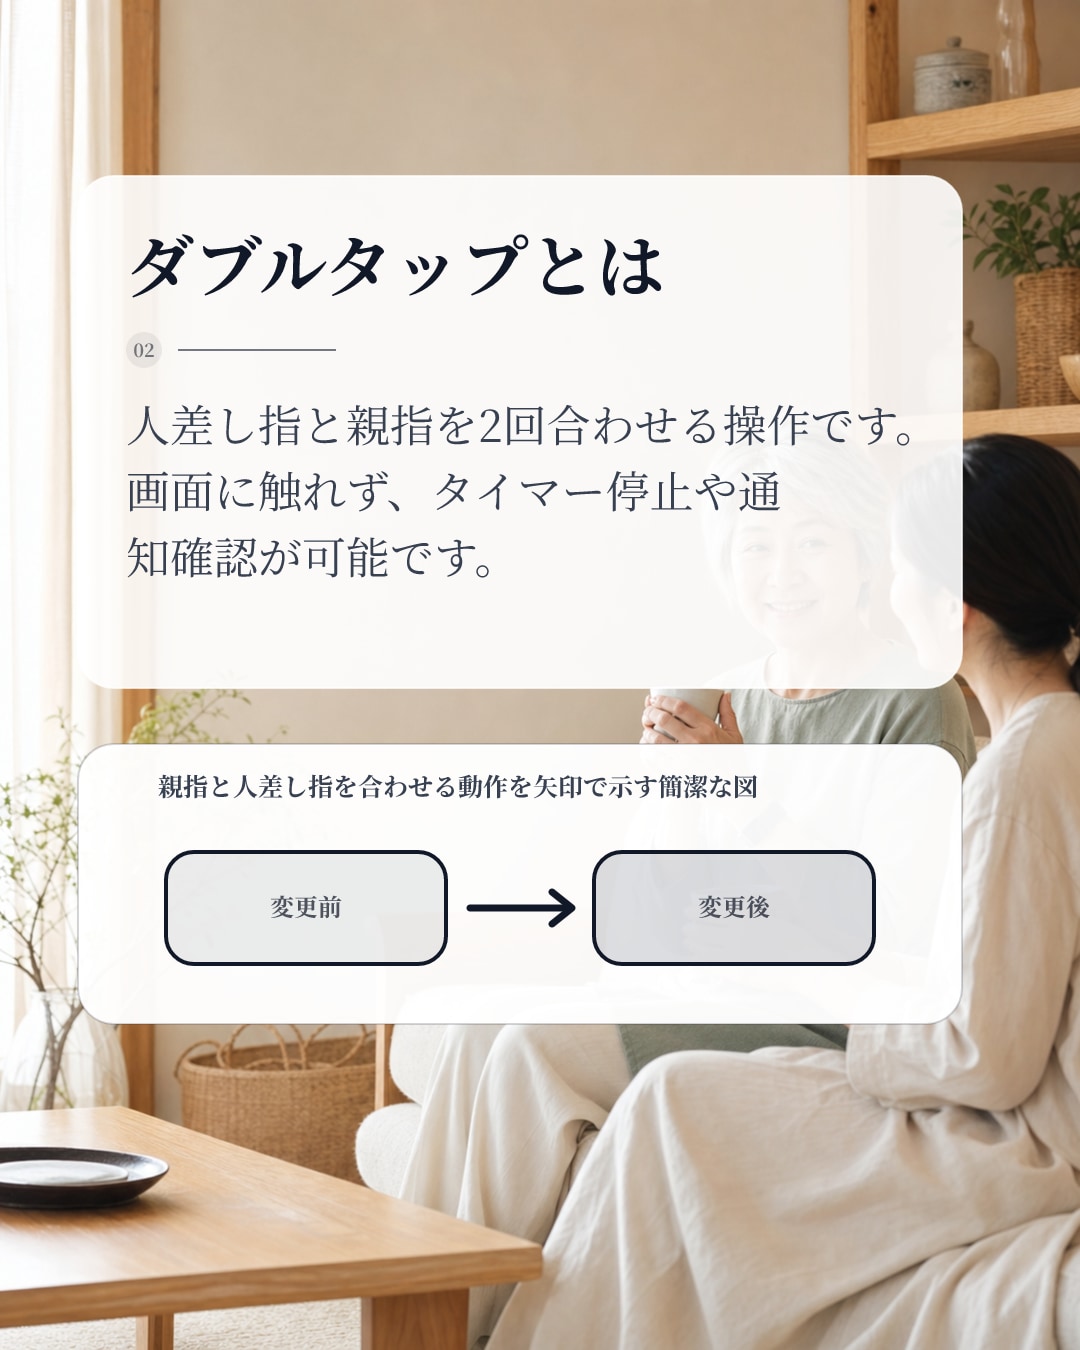 ダブルタップとは
02
人差し指と親指を2回合わせる操作です。
画面に触れず、タイマー停止や通
知確認が可能です。
親指と人差し指を合わせる動作を矢印で示す簡潔な図
変更前
変更後